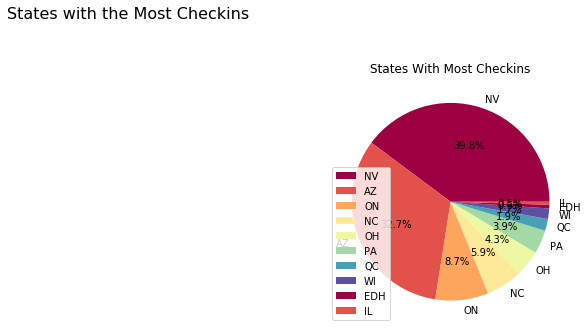 States with the Most Checkins
States With Most Checkins
NV
39.8%
AZ
32.7%
ON
8.7%
NC
5.9%
OH
4.3%
PA
3.9%
QC
1.9%
WI
EDH
IL
NV
AZ
ON
NC
OH
PA
QC
WI
EDH
IL